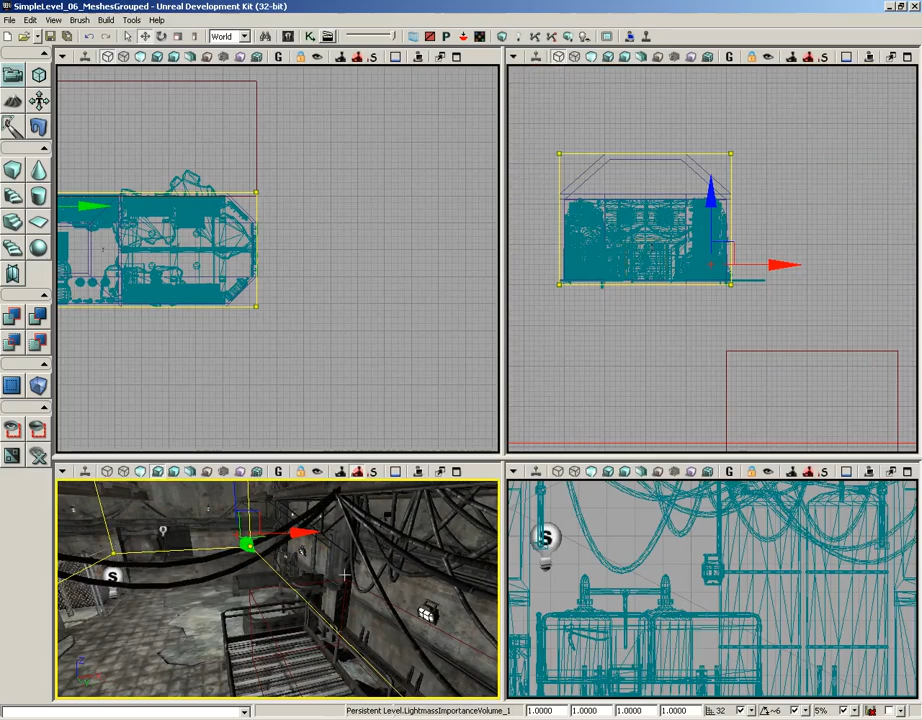 SimpleLevel_06_MeshesGrouped - Unreal Development Kit (32-bit)
File Edit View Brush Build Tools Help
World K P
G S G S
G S G S
S S
Persistent Level.LightmassImportanceVolume_1 1.0000 1.0000 1.0000 1.0000 32 ~6 5%